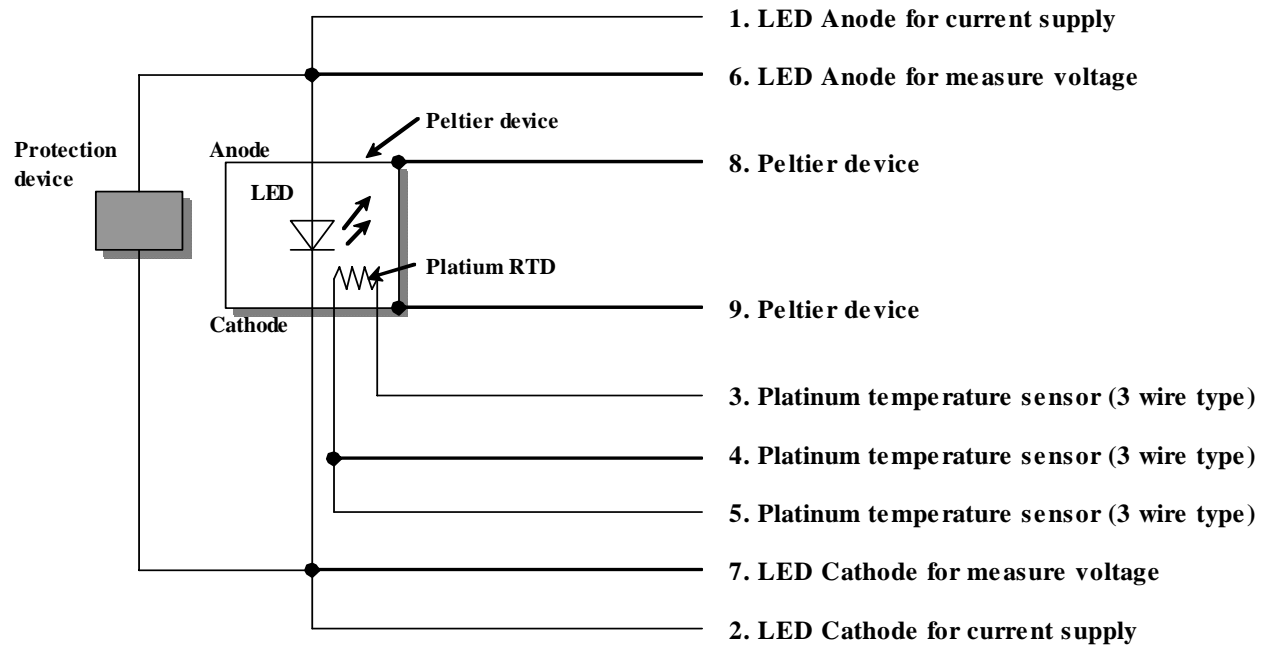 1. LED Anode for current supply
6. LED Anode for measure voltage
Peltier device
Protection
device
Anode
8. Peltier device
LED
Platium RTD
9. Peltier device
Cathode
3. Platinum temperature sensor (3 wire type)
4. Platinum temperature sensor (3 wire type)
5. Platinum temperature sensor (3 wire type)
7. LED Cathode for measure voltage
2. LED Cathode for current supply